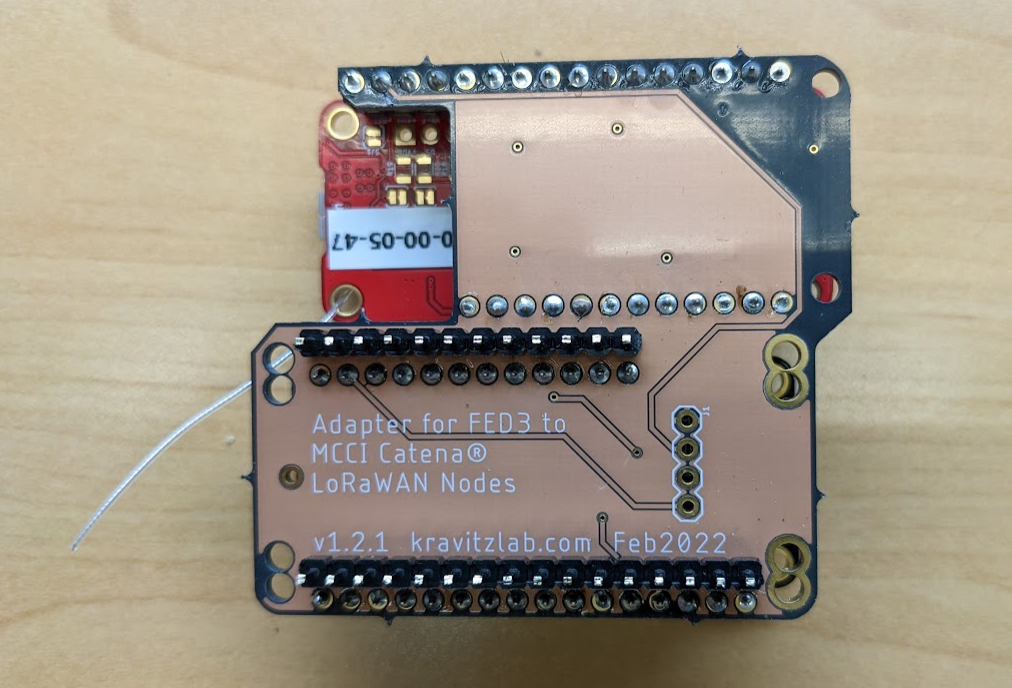 0-00-05-47
Adapter for FED3 to
MCCI Catena®
LoRaWAN Nodes
v1.2.1 kravitzlab.com Feb2022